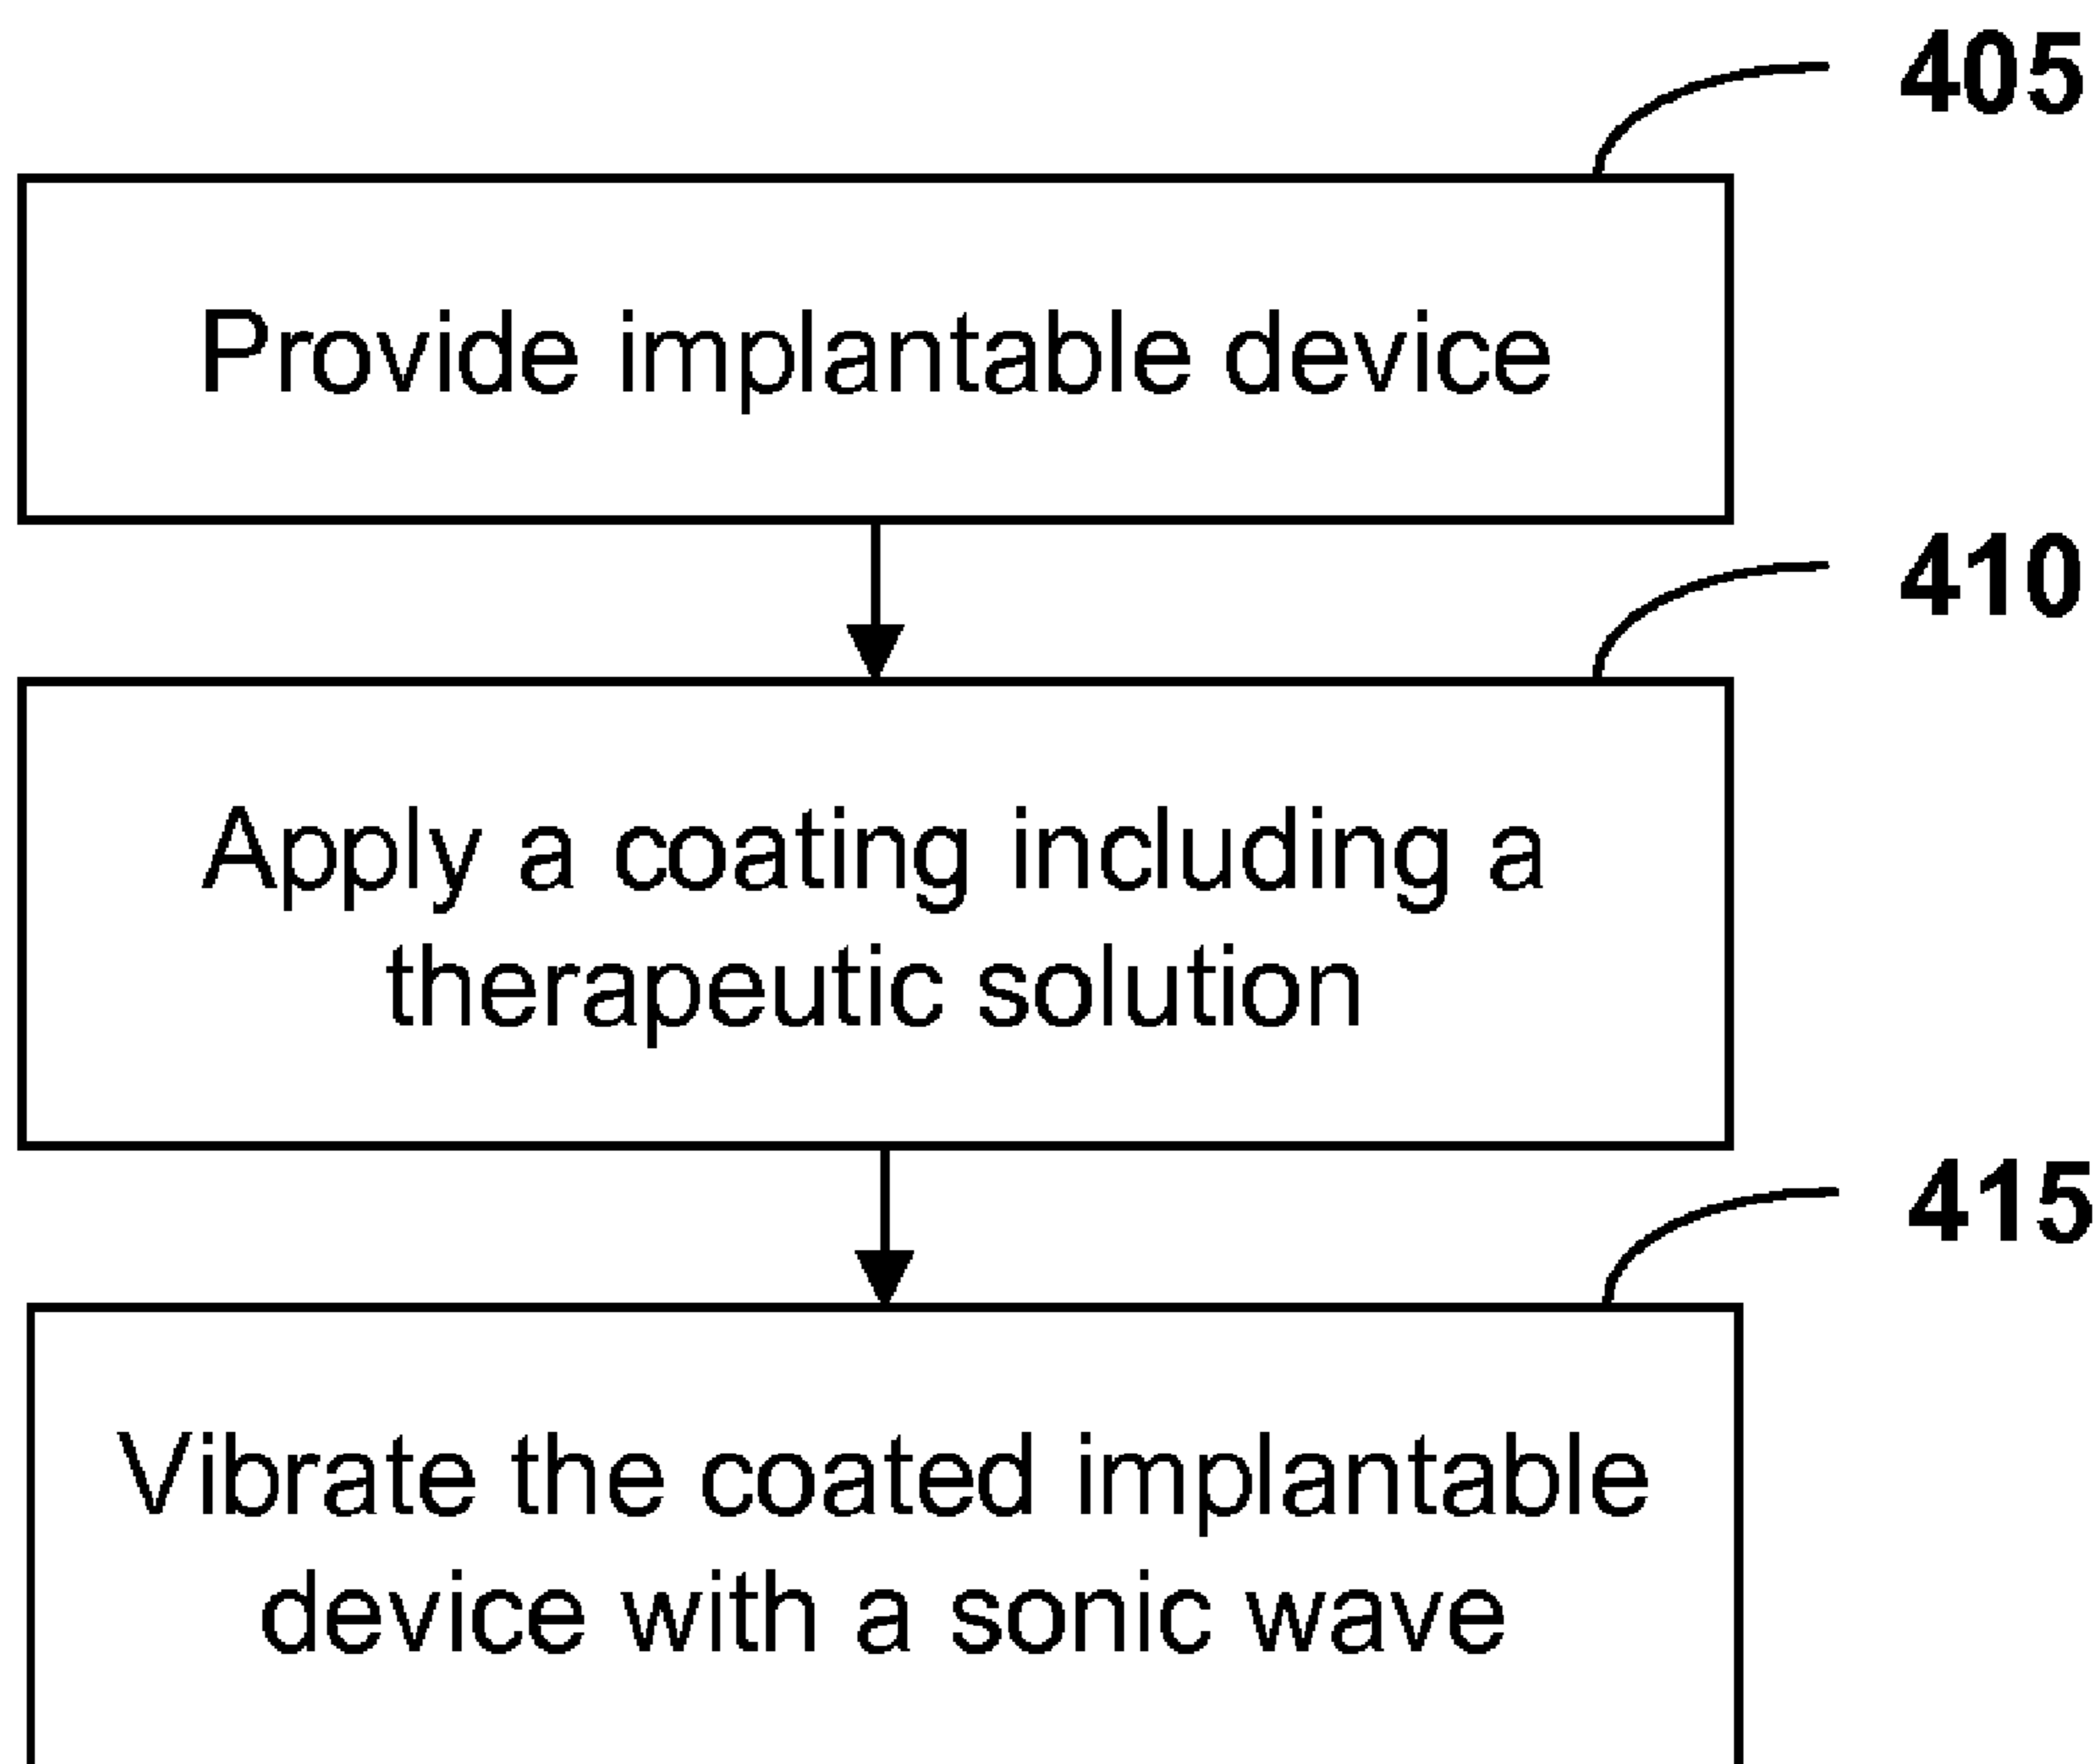 405
Provide implantable device
410
Apply a coating including a
therapeutic solution
415
Vibrate the coated implantable
device with a sonic wave